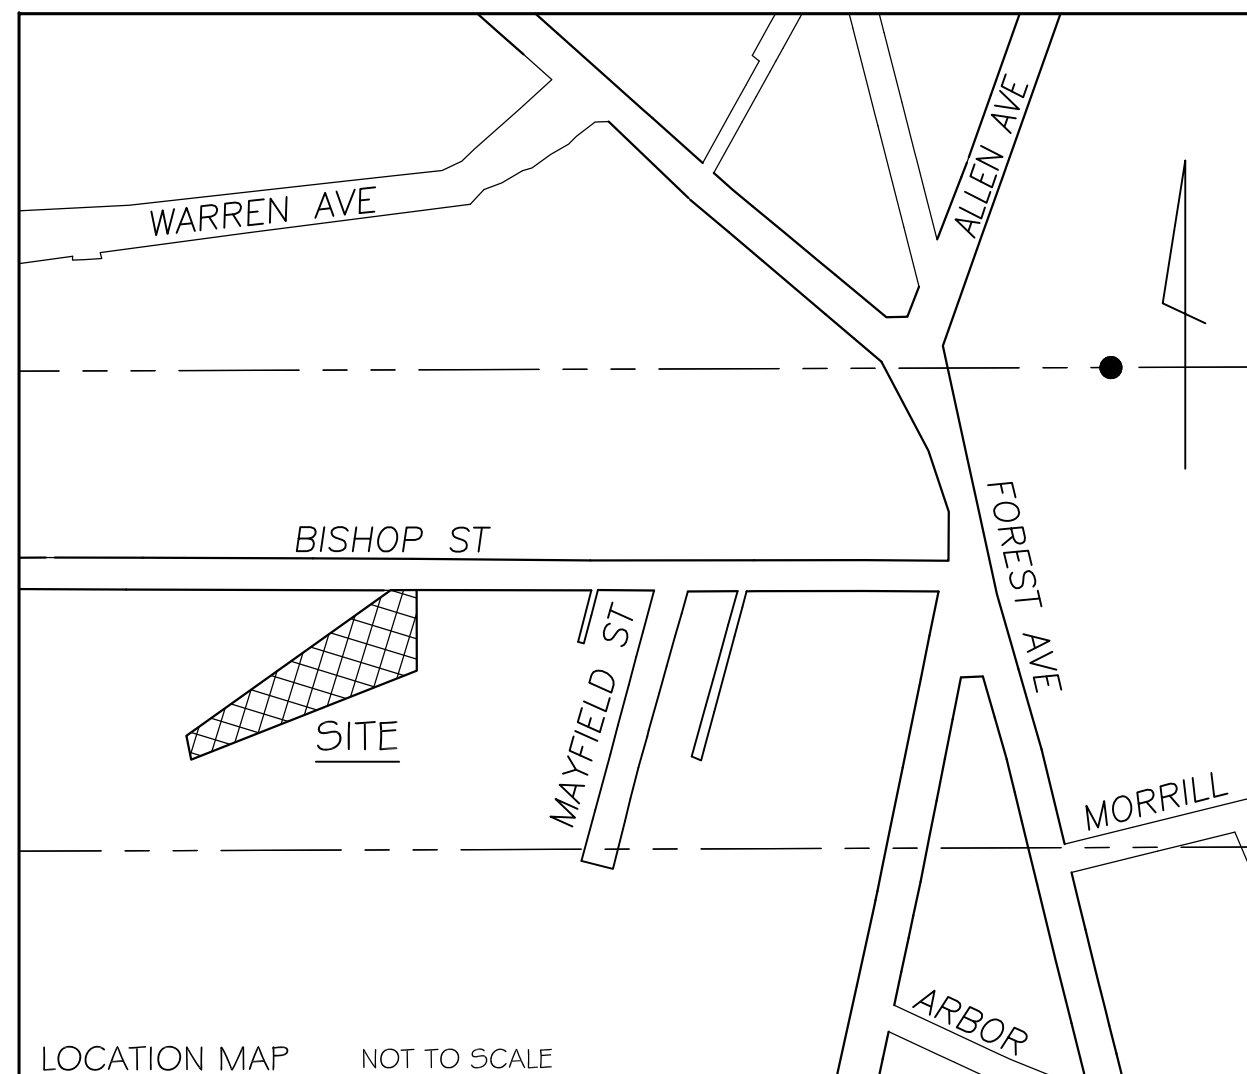 ALLEN AVE
WARREN AVE
BISHOP ST
FOREST AVE
MAYFIELD ST
SITE
MORRILL
ARBOR
LOCATION MAP NOT TO SCALE